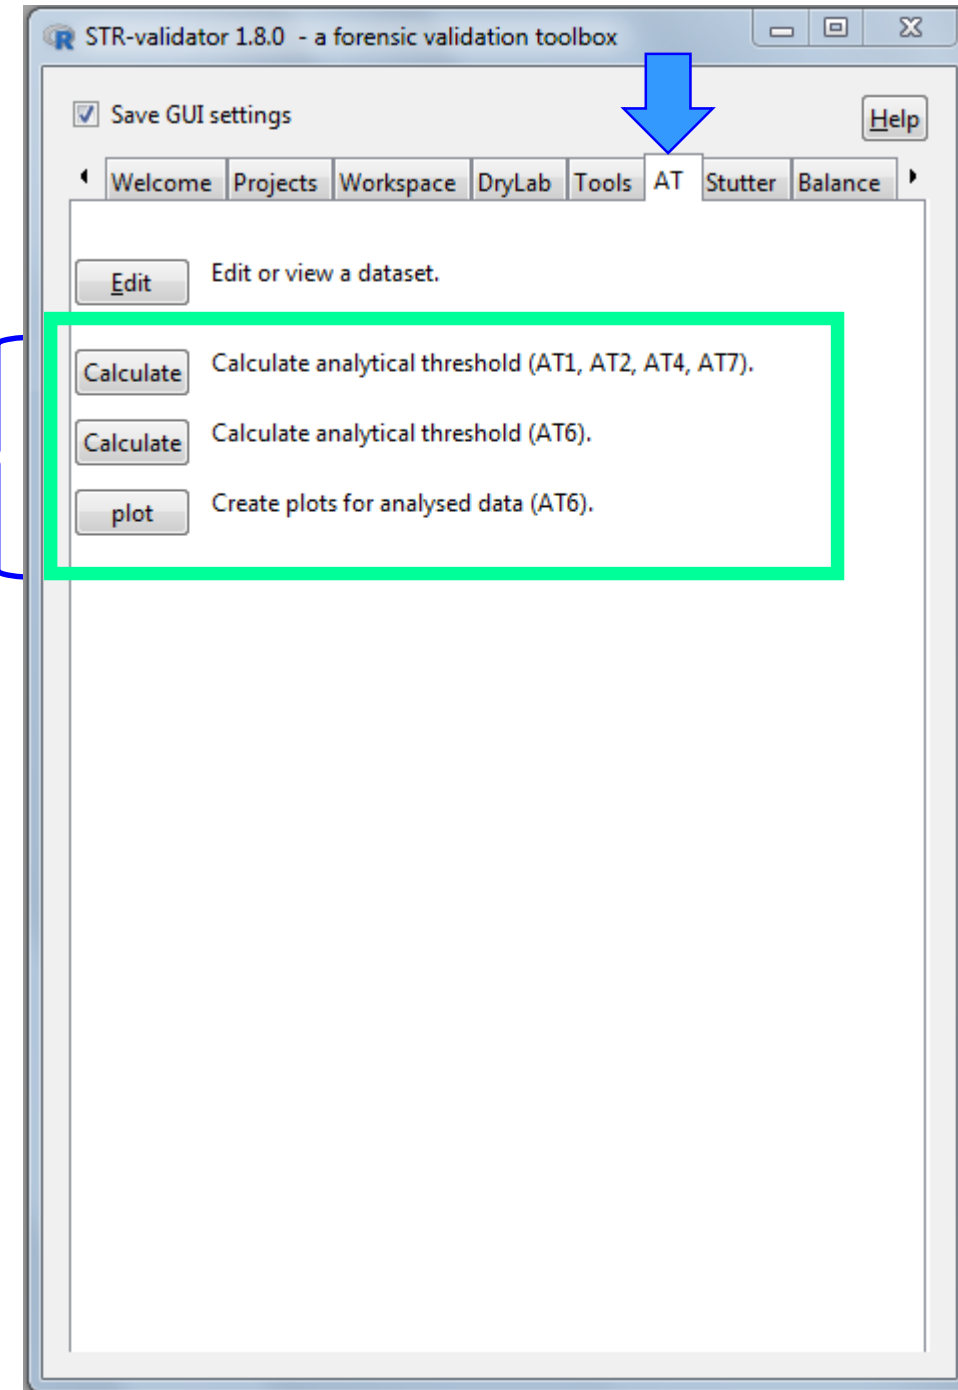 STR-validator 1.8.0 - a forensic validation toolbox
Save GUI settings
Help
Welcome Projects Workspace DryLab Tools AT Stutter Balance
Edit Edit or view a dataset.
Calculate Calculate analytical threshold (AT1, AT2, AT4, AT7).
Calculate Calculate analytical threshold (AT6).
plot Create plots for analysed data (AT6).